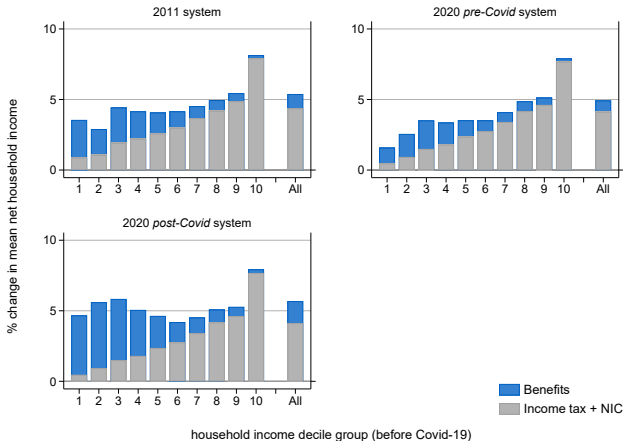 2011 system
10
5
0
1 2 3 4 5 6 7 8 9 10 All
2020 pre-Covid system
10
5
0
1 2 3 4 5 6 7 8 9 10 All
2020 post-Covid system
10
5
0
1 2 3 4 5 6 7 8 9 10 All
% change in mean net household income
Benefits
Income tax + NIC
household income decile group (before Covid-19)